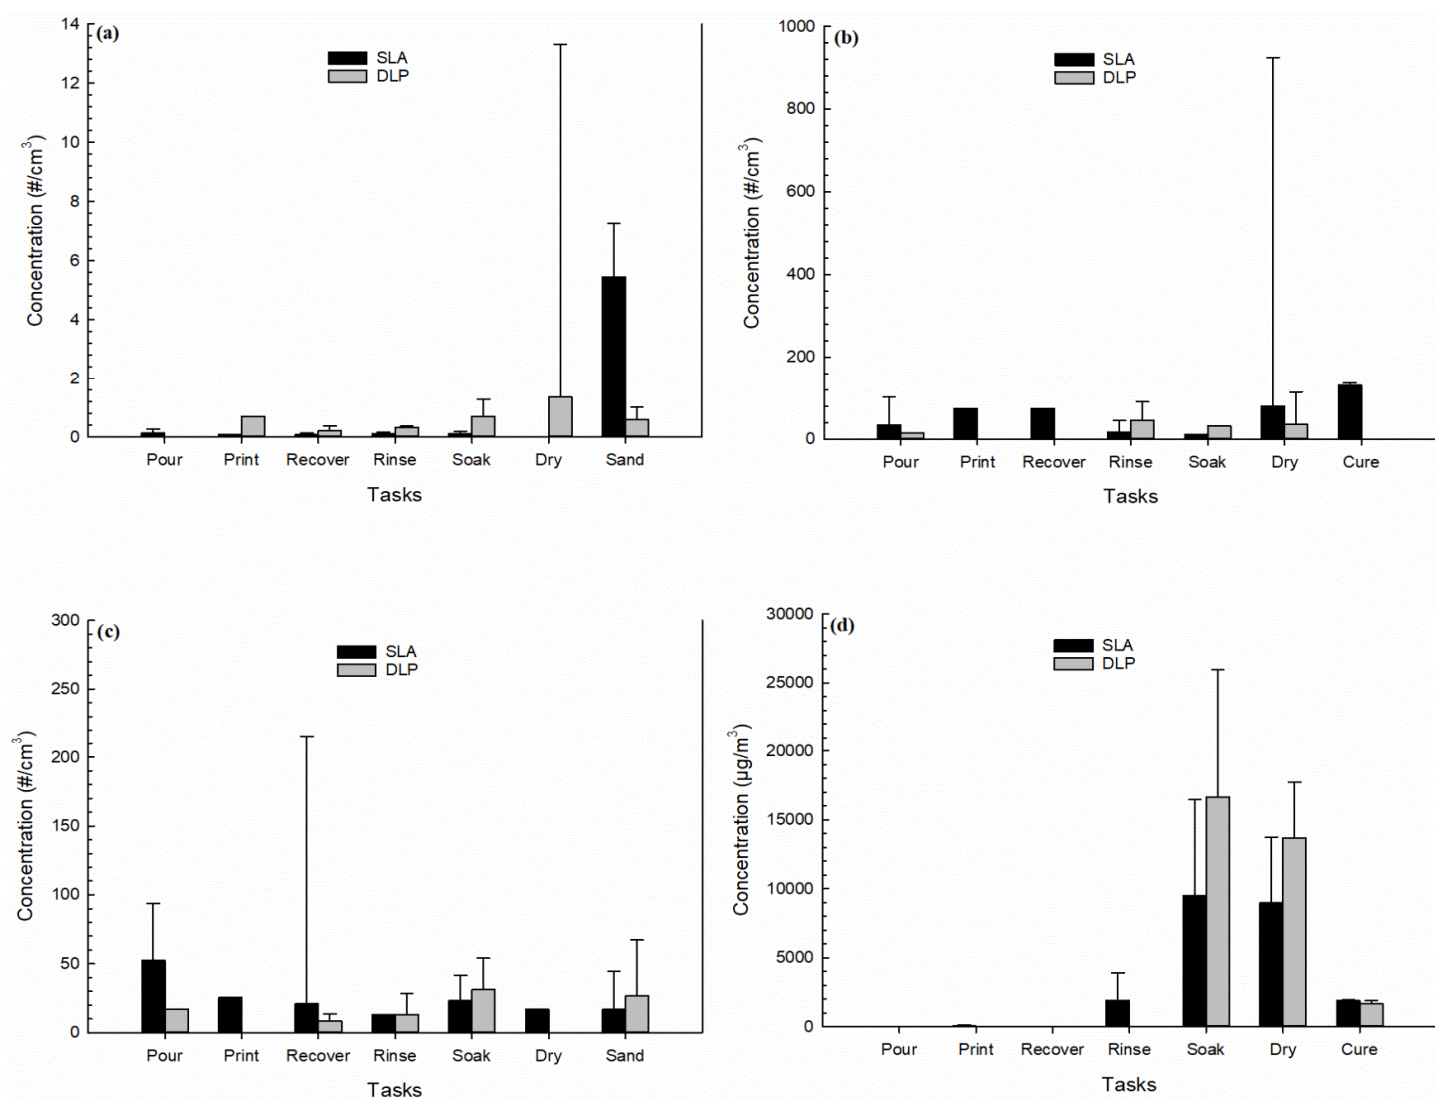 (a)
SLA
DLP
14
12
10
8
6
4
2
0
Concentration (#/cm³)
Pour Print Recover Rinse Soak Dry Sand
Tasks
(b)
SLA
DLP
1000
800
600
400
200
0
Concentration (#/cm³)
Pour Print Recover Rinse Soak Dry Cure
Tasks
(c)
SLA
DLP
300
250
200
150
100
50
0
Concentration (#/cm³)
Pour Print Recover Rinse Soak Dry Sand
Tasks
(d)
SLA
DLP
30000
25000
20000
15000
10000
5000
0
Concentration (µg/m³)
Pour Print Recover Rinse Soak Dry Cure
Tasks